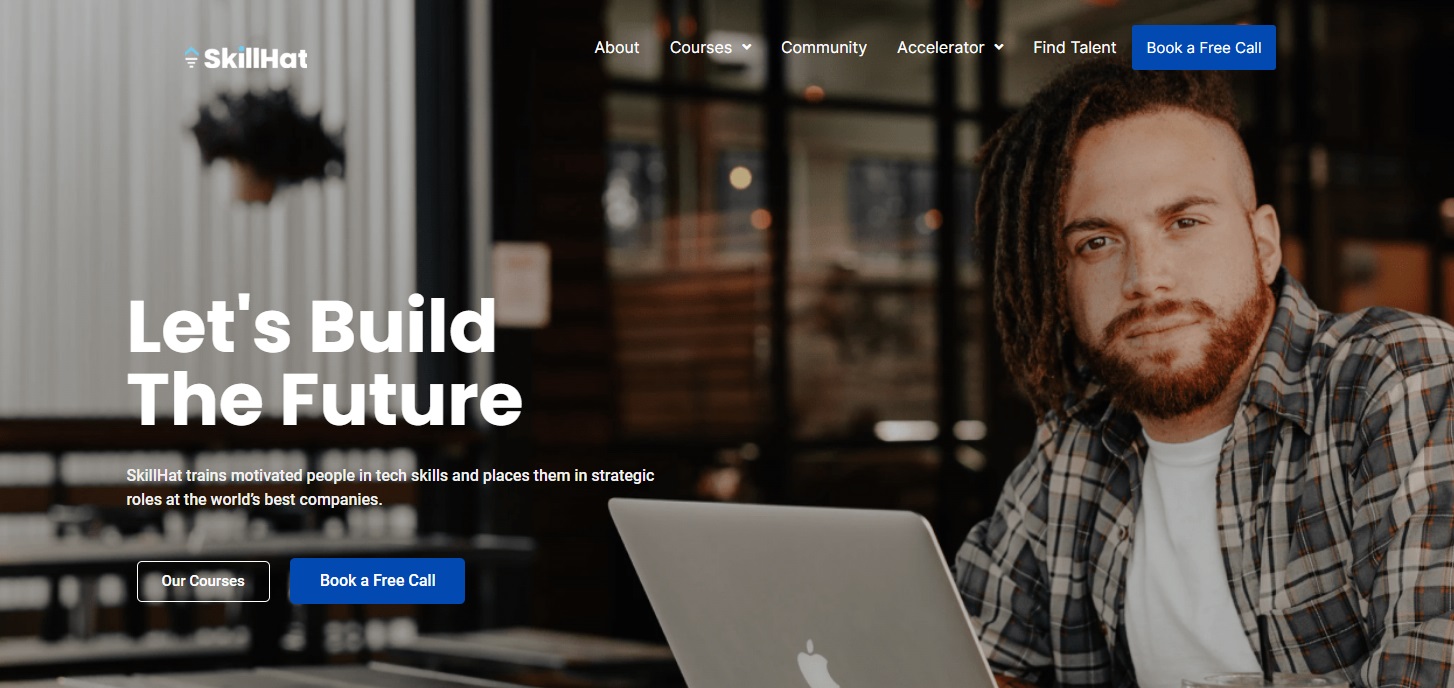 SkillHat
About
Courses
Community
Accelerator
Find Talent
Book a Free Call
Let's Build
The Future
SkillHat trains motivated people in tech skills and places them in strategic
roles at the world’s best companies.
Our Courses
Book a Free Call